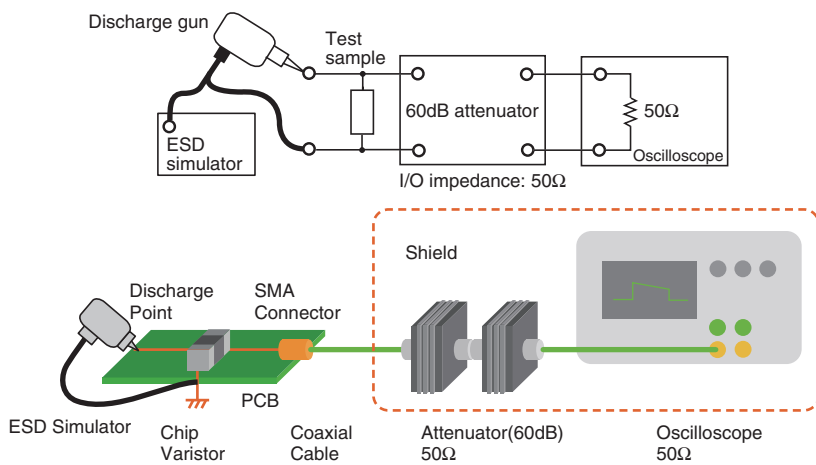 Discharge gun
Test
sample
60dB attenuator
50Ω
ESD
simulator
Oscilloscope
I/O impedance: 50Ω
Shield
Discharge
Point
SMA
Connector
PCB
ESD Simulator
Chip
Varistor
Coaxial
Cable
Attenuator(60dB)
50Ω
Oscilloscope
50Ω